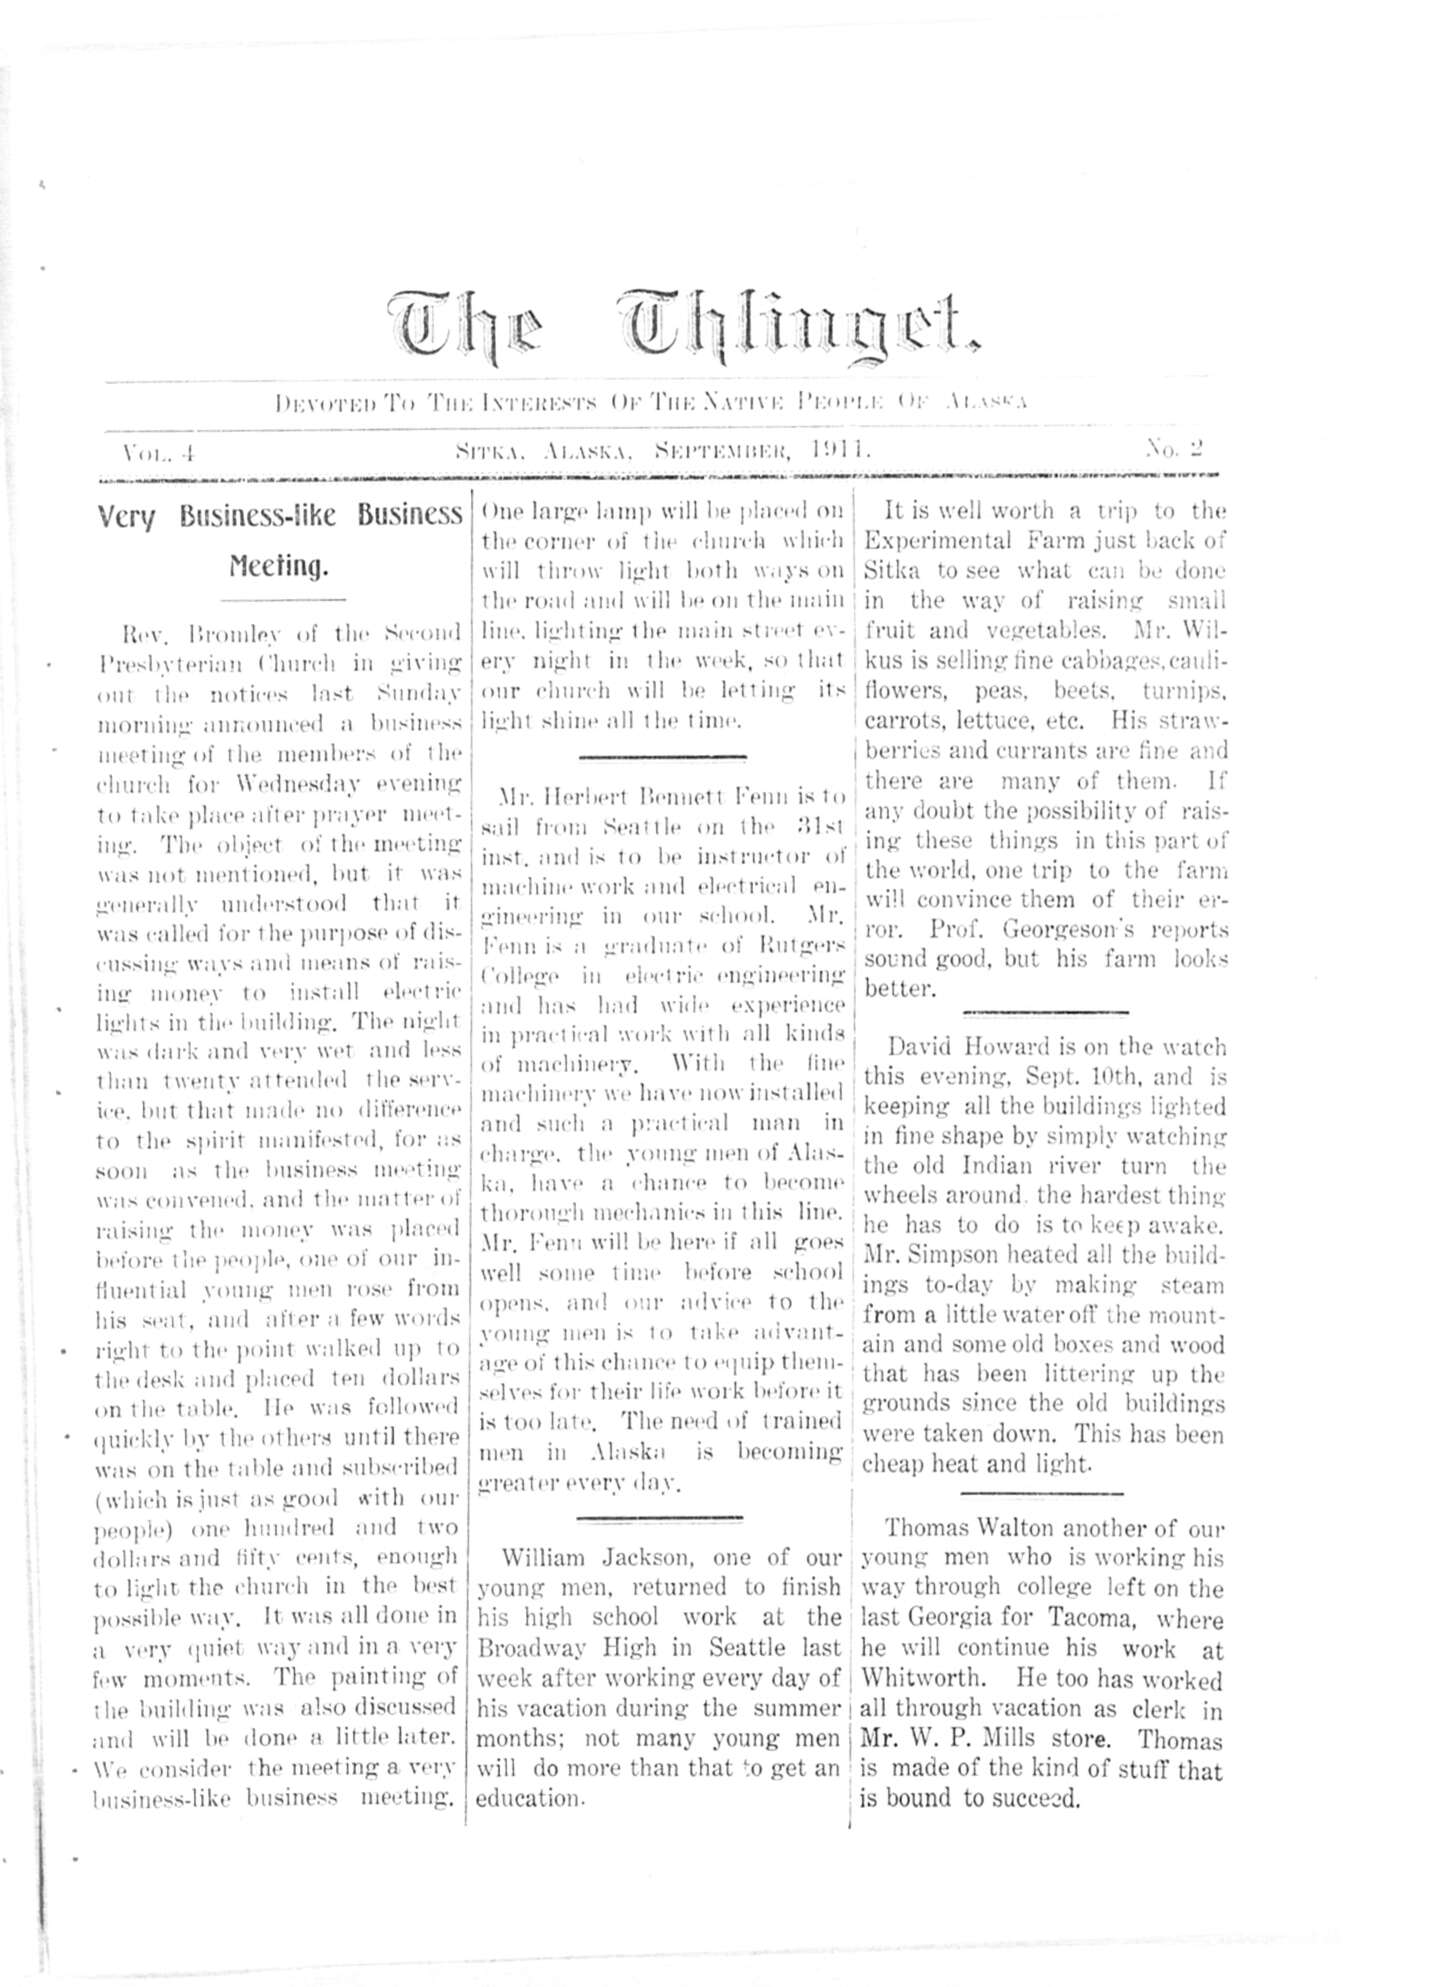 The Thlinget.
Devoted To The Interests Of The Native People Of Alaska
Vol. 4 Sitka, Alaska, September, 1911. No. 2
Very Business-like Business
Meeting.
Rev. Bromley of the Second
Presbyterian Church in giving
out the notices last Sunday
morning announced a business
meeting of the members of the
church for Wednesday evening
to take place after prayer meet-
ing. The object of the meeting
was not mentioned, but it was
generally understood that it
was called for the purpose of dis-
cussing ways and means of rais-
ing money to install electric
lights in the building. The night
was dark and very wet and less
than twenty attended the serv-
ice, but that made no difference
to the spirit manifested, for as
soon as the business meeting
was convened, and the matter of
raising the money was placed
before the people, one of our in-
fluential young men rose from
his seat, and after a few words
right to the point walked up to
the desk and placed ten dollars
on the table. He was followed
quickly by the others until there
was on the table and subscribed
(which is just as good with our
people) one hundred and two
dollars and fifty cents, enough
to light the church in the best
possible way. It was all done in
a very quiet way and in a very
few moments. The painting of
the building was also discussed
and will be done a little later.
We consider the meeting a very
business-like business meeting.
One large lamp will be placed on
the corner of the church which
will throw light both ways on
the road and will be on the main
line, lighting the main street ev-
ery night in the week, so that
our church will be letting its
light shine all the time.
Mr. Herbert Bennett Fenn is to
sail from Seattle on the 31st
inst. and is to be instructor of
machine work and electrical en-
gineering in our school. Mr.
Fenn is a graduate of Rutgers
College in electric engineering
and has had wide experience
in practical work with all kinds
of machinery. With the fine
machinery we have now installed
and such a practical man in
charge, the young men of Alas-
ka, have a chance to become
thorough mechanics in this line.
Mr. Fenn will be here if all goes
well some time before school
opens, and our advice to the
young men is to take advant-
age of this chance to equip them-
selves for their life work before it
is too late. The need of trained
men in Alaska is becoming
greater every day.
William Jackson, one of our
young men, returned to finish
his high school work at the
Broadway High in Seattle last
week after working every day of
his vacation during the summer
months; not many young men
will do more than that to get an
education.
It is well worth a trip to the
Experimental Farm just back of
Sitka to see what can be done
in the way of raising small
fruit and vegetables. Mr. Wil-
kus is selling fine cabbages, cauli-
flowers, peas, beets, turnips,
carrots, lettuce, etc. His straw-
berries and currants are fine and
there are many of them. If
any doubt the possibility of rais-
ing these things in this part of
the world, one trip to the farm
will convince them of their er-
ror. Prof. Georgeson's reports
sound good, but his farm looks
better.
David Howard is on the watch
this evening, Sept. 10th, and is
keeping all the buildings lighted
in fine shape by simply watching
the old Indian river turn the
wheels around. the hardest thing
he has to do is to keep awake.
Mr. Simpson heated all the build-
ings to-day by making steam
from a little water off the mount-
ain and some old boxes and wood
that has been littering up the
grounds since the old buildings
were taken down. This has been
cheap heat and light.
Thomas Walton another of our
young men who is working his
way through college left on the
last Georgia for Tacoma, where
he will continue his work at
Whitworth. He too has worked
all through vacation as clerk in
Mr. W. P. Mills store. Thomas
is made of the kind of stuff that
is bound to succeed.